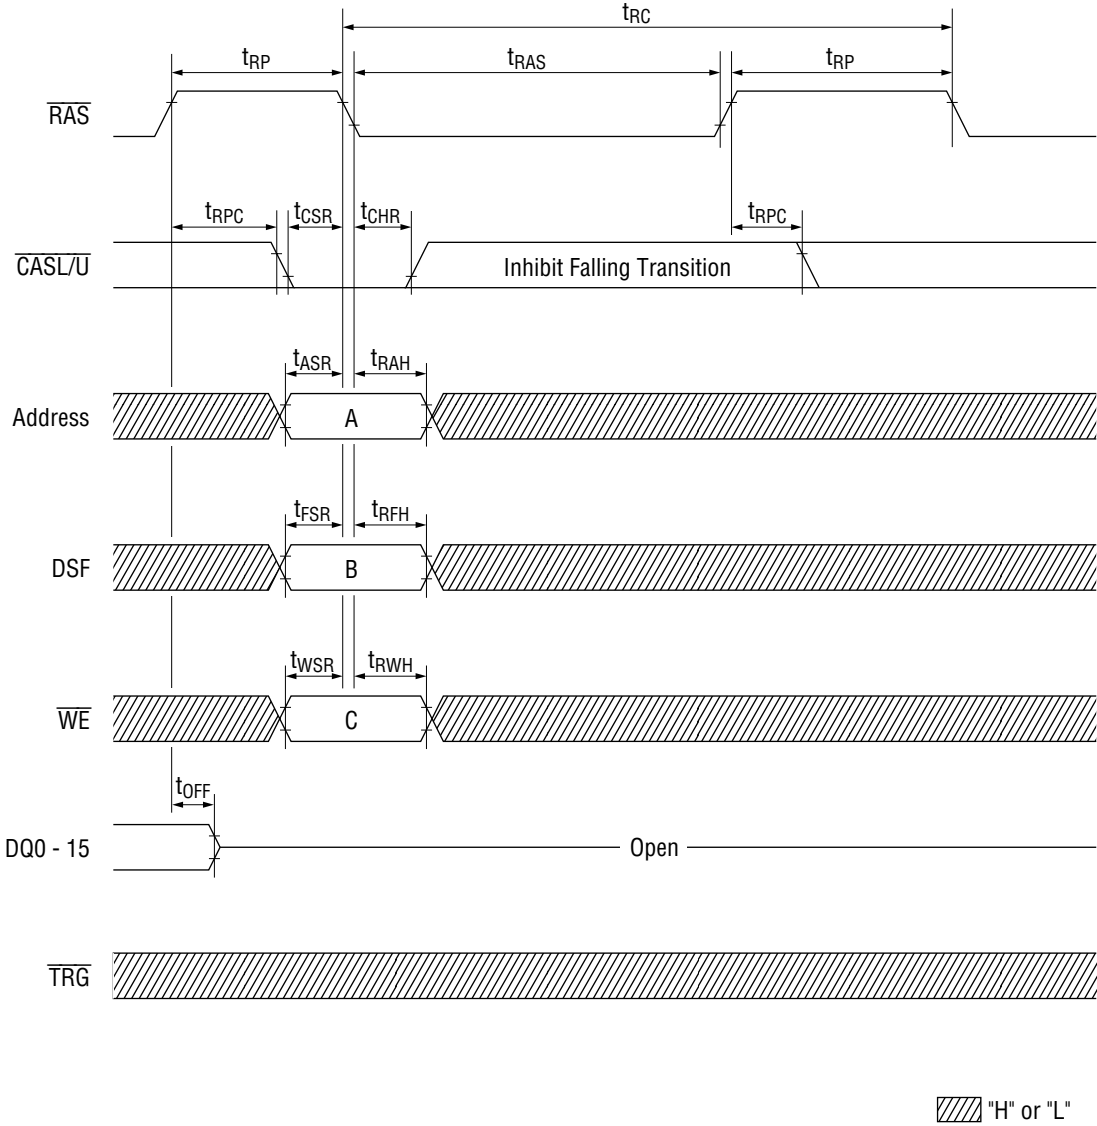 tRC
tRP tRAS tRP
RAS
tRPC tCSR tCHR tRPC
CASL/U Inhibit Falling Transition
tASR tRAH
Address A
tFSR tRFH
DSF B
tWSR tRWH
WE C
tOFF
DQ0 - 15 Open
TRG
"H" or "L"